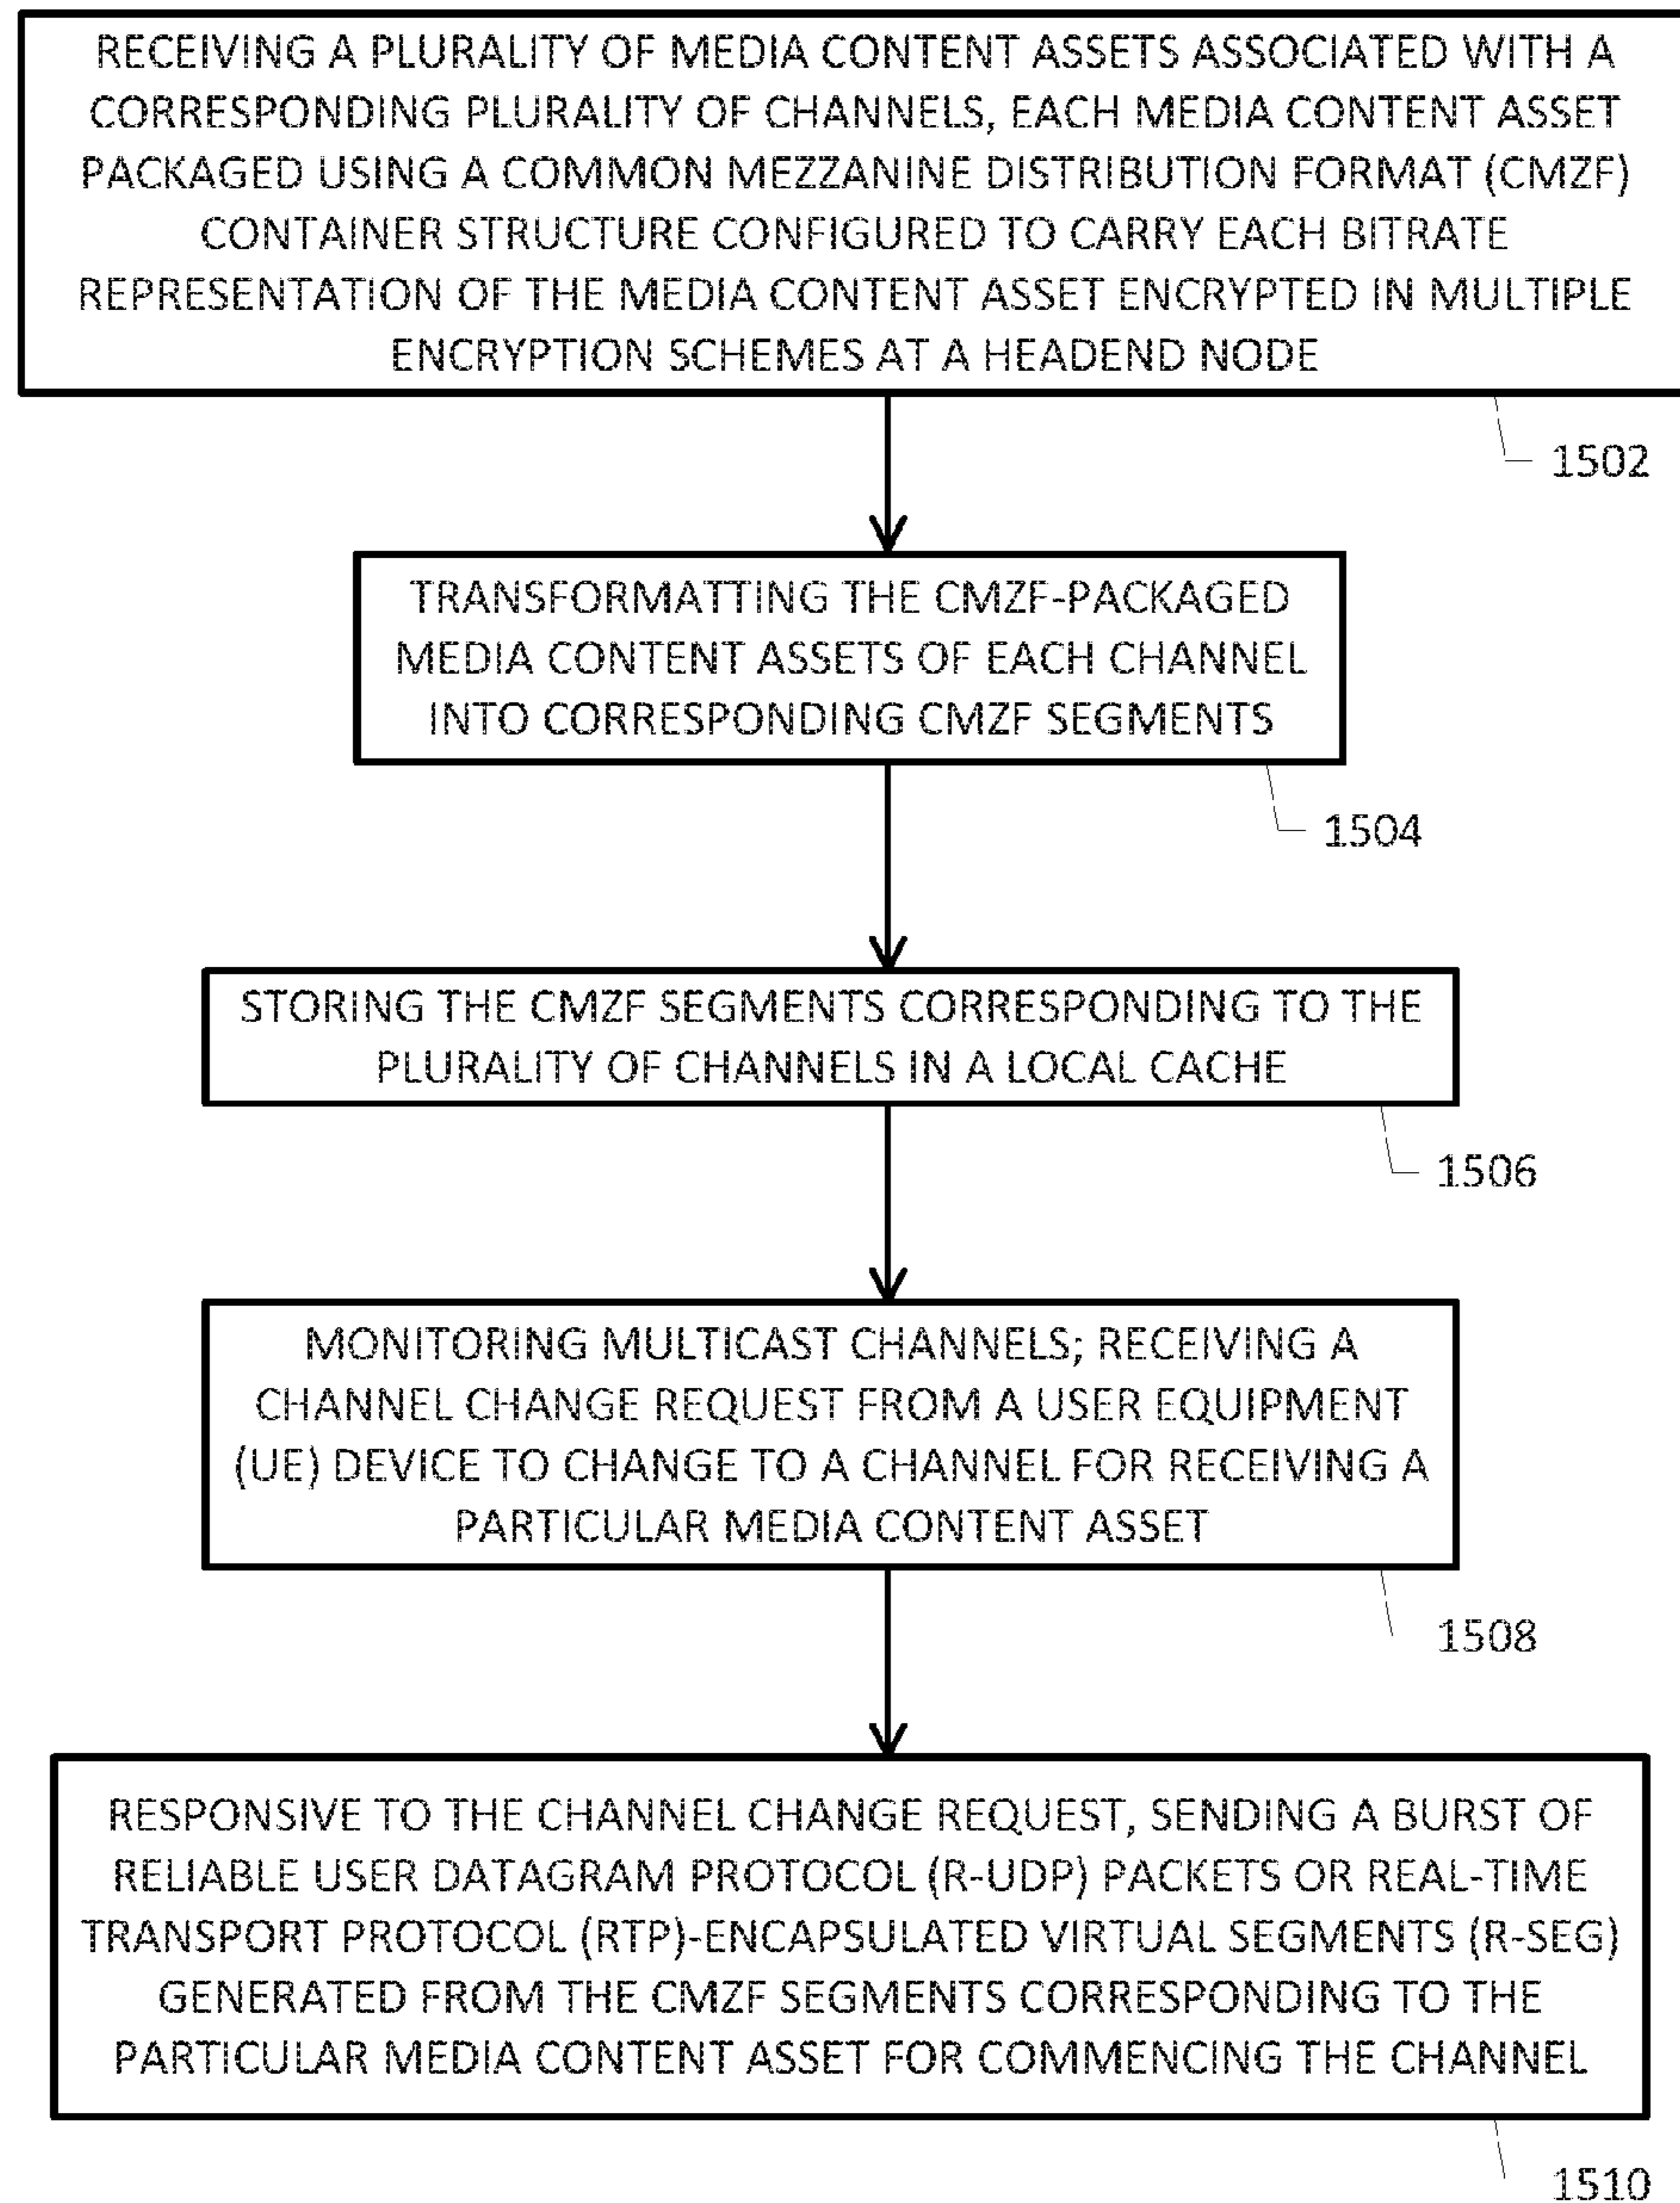 RECEIVING A PLURALITY OF MEDIA CONTENT ASSETS ASSOCIATED WITH A
CORRESPONDING PLURALITY OF CHANNELS, EACH MEDIA CONTENT ASSET
PACKAGED USING A COMMON MEZZANINE DISTRIBUTION FORMAT (CMZF)
CONTAINER STRUCTURE CONFIGURED TO CARRY EACH BITRATE
REPRESENTATION OF THE MEDIA CONTENT ASSET ENCRYPTED IN MULTIPLE
ENCRYPTION SCHEMES AT A HEADEND NODE
1502
TRANSFORMATTING THE CMZF-PACKAGED
MEDIA CONTENT ASSETS OF EACH CHANNEL
INTO CORRESPONDING CMZF SEGMENTS
1504
STORING THE CMZF SEGMENTS CORRESPONDING TO THE
PLURALITY OF CHANNELS IN A LOCAL CACHE
1506
MONITORING MULTICAST CHANNELS; RECEIVING A
CHANNEL CHANGE REQUEST FROM A USER EQUIPMENT
(UE) DEVICE TO CHANGE TO A CHANNEL FOR RECEIVING A
PARTICULAR MEDIA CONTENT ASSET
1508
RESPONSIVE TO THE CHANNEL CHANGE REQUEST, SENDING A BURST OF
RELIABLE USER DATAGRAM PROTOCOL (R-UDP) PACKETS OR REAL-TIME
TRANSPORT PROTOCOL (RTP)-ENCAPSULATED VIRTUAL SEGMENTS (R-SEG)
GENERATED FROM THE CMZF SEGMENTS CORRESPONDING TO THE
PARTICULAR MEDIA CONTENT ASSET FOR COMMENCING THE CHANNEL
1510